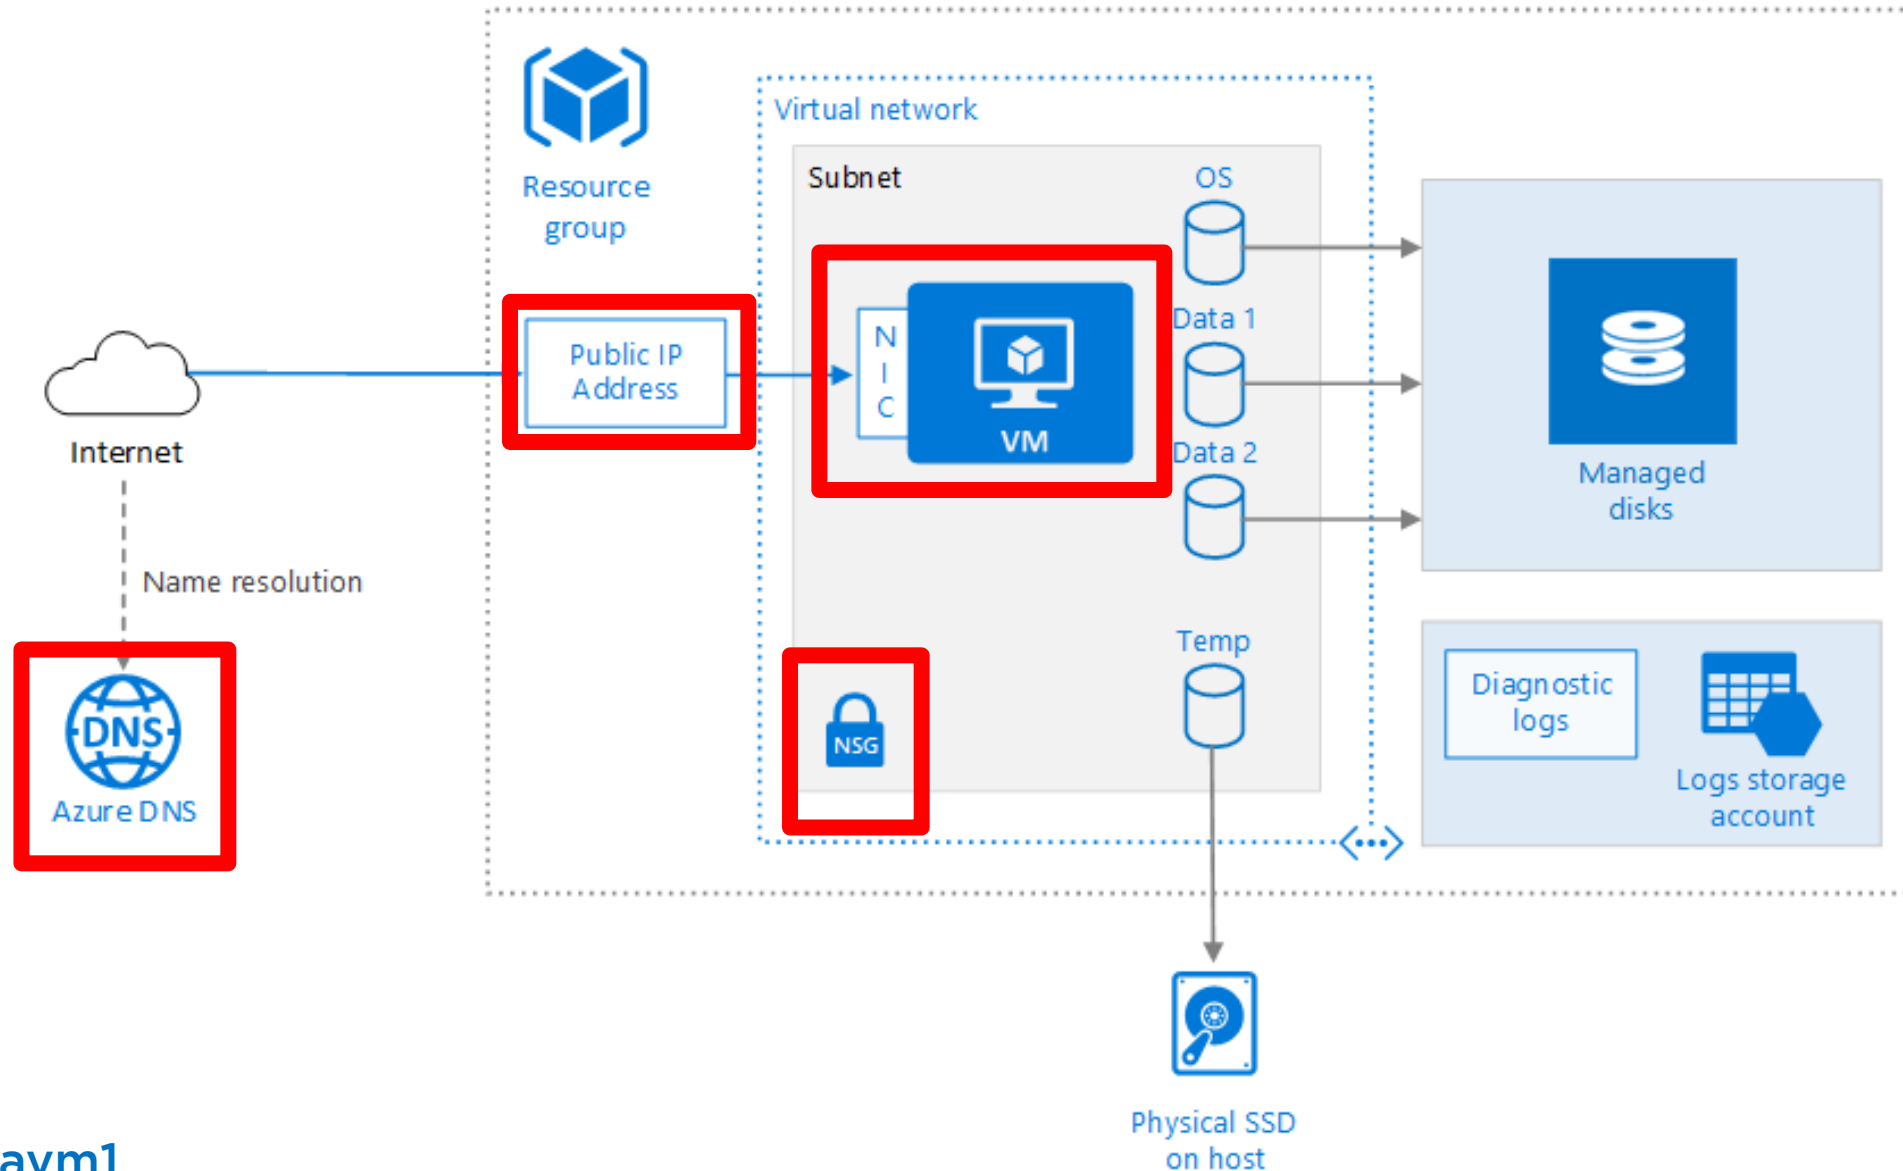 Resource
group
Virtual network
Subnet
OS
Data 1
Data 2
Temp
Public IP
Address
N
I
C
VM
NSG
Internet
Name resolution
DNS
Azure DNS
Managed
disks
Diagnostic
logs
Logs storage
account
Physical SSD
on host